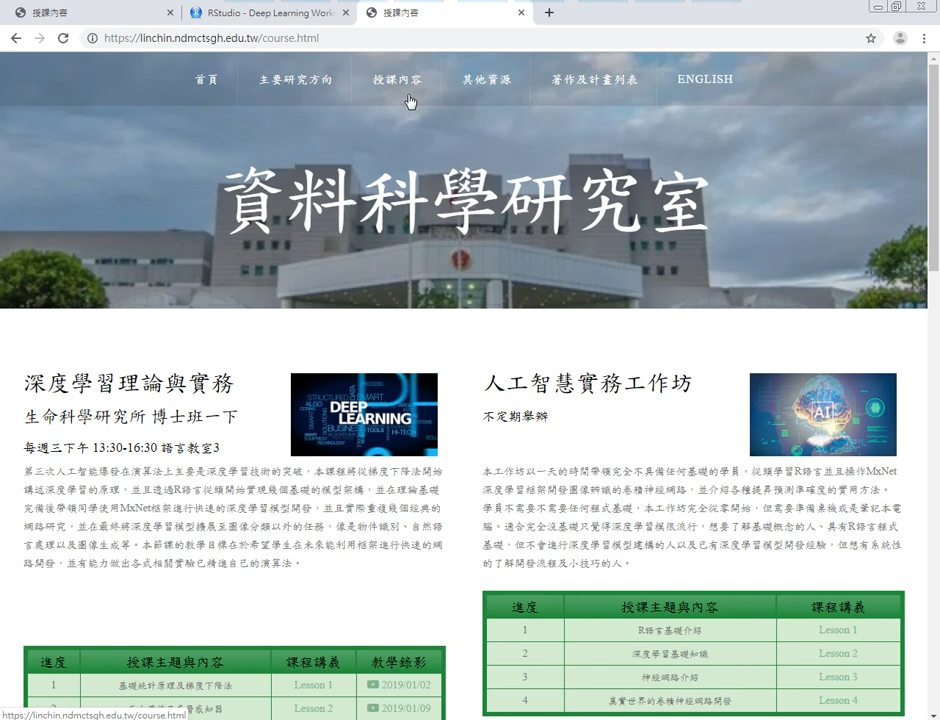 授課內容
RStudio - Deep Learning Work
授課內容
https://linchin.ndmctsgh.edu.tw/course.html
首頁 主要研究方向 授課內容 其他資源 著作及計畫列表 ENGLISH
資料科學研究室
深度學習理論與實務
生命科學研究所 博士班一下
每週三下午 13:30-16:30 語言教室3
DEEP LEARNING
第三次人工智能爆發在演算法上主要是深度學習技術的突破，本課程將從梯度下降法開始
講述深度學習的原理，並且透過R語言從頭開始實現幾個基礎的模型架構，並在理論基礎
完備後帶領同學使用MxNet框架進行快速的深度學習模型開發，並且實際重複幾個經典的
網路研究，並在最終將深度學習模型擴展至圖像分類以外的任務，像是物件識別、自然語
言處理以及圖像生成等。本節課的教學目標在於希望學生在未來能利用框架進行快速的網
路開發，並有能力做出各式相關實驗已精進自己的演算法。
進度 授課主題與內容 課程講義 教學錄影
1 基礎統計原理及梯度下降法 Lesson 1 2019/01/02
Lesson 2 2019/01/09
人工智慧實務工作坊
不定期舉辦
AI
本工作坊以一天的時間帶領完全不具備任何基礎的學員，從頭學習R語言並且操作MxNet
深度學習框架開發圖像辨識的卷積神經網路，並介紹各種提昇預測準確度的實用方法。
學員不需要不需要任何程式基礎，本工作坊完全從零開始，但需要準備桌機或是筆記本電
腦。適合完全沒基礎只覺得深度學習模很流行，想要了解基礎概念的人、具有R語言程式
基礎，但不會進行深度學習模型建構的人以及已有深度學習模型開發經驗，但想有系統性
的了解開發流程及小技巧的人。
進度 授課主題與內容 課程講義
1 R語言基礎介紹 Lesson 1
2 深度學習基礎知識 Lesson 2
3 神經網路介紹 Lesson 3
4 真實世界的卷積神經網路開發 Lesson 4
https://linchin.ndmctsgh.edu.tw/course.html